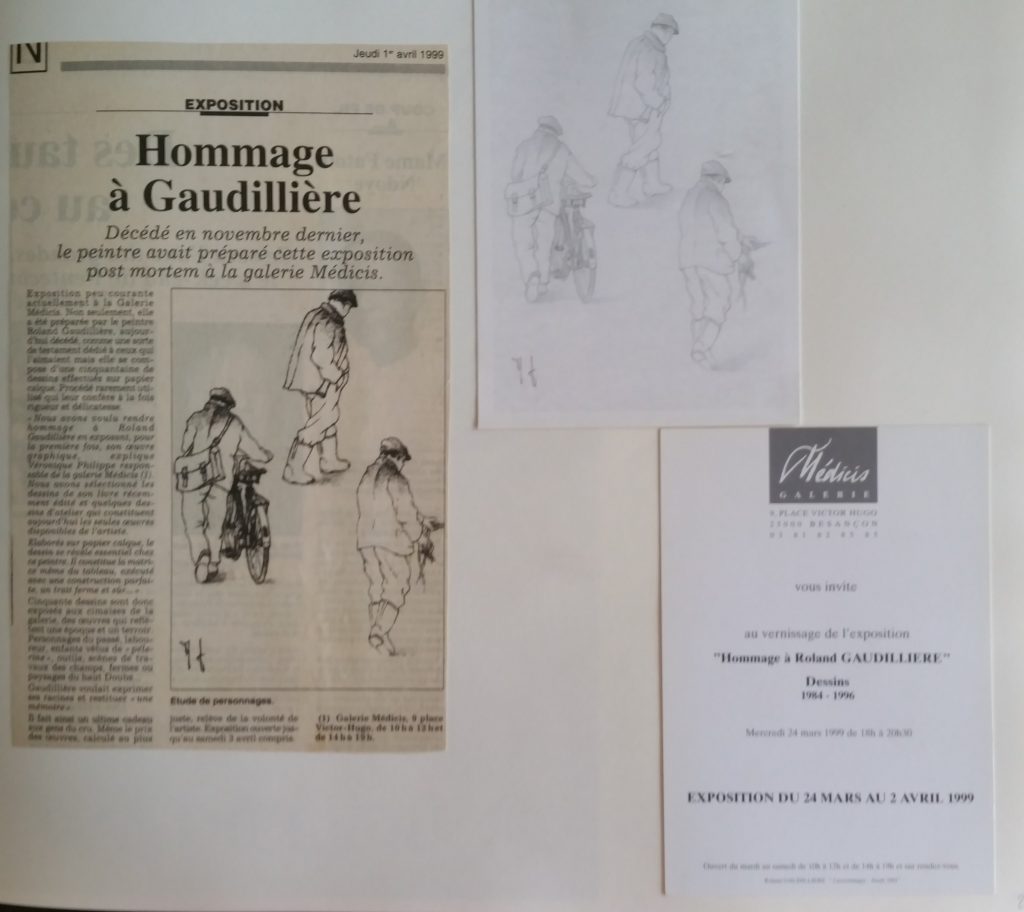 N
Jeudi 1er avril 1999
EXPOSITION
Hommage
à Gaudillière
Décédé en novembre dernier,
le peintre avait préparé cette exposition
post mortem à la galerie Médicis.
Exposition peu courante
actuellement à la Galerie
Médicis. Non seulement, elle
a été préparée par le peintre
Roland Gaudillière, aujour-
d'hui décédé, comme une sorte
de testament dédié à ceux qui
l'aimaient mais elle se com-
pose d'une cinquantaine de
dessins effectués sur papier
calque. Procédé rarement uti-
lisé qui leur confère à la fois
rigueur et délicatesse.
« Nous avons voulu rendre
hommage à Roland
Gaudillière en exposant, pour
la première fois, son œuvre
graphique, explique
Véronique Philippe respon-
sable de la galerie Médicis (1).
Nous avons sélectionné les
dessins de son livre récem-
ment édité et quelques des-
sins d'atelier qui constituent
aujourd'hui les seules œuvres
disponibles de l'artiste.
Elaborés sur papier calque, le
dessin se révèle essentiel chez
ce peintre. Il constitue la matri-
ce même du tableau, exécuté
avec une construction parfai-
te, un trait ferme et sûr... »
Cinquante dessins sont donc
exposés aux cimaises de la
galerie, des œuvres qui reflè-
tent une époque et un terroir.
Personnages du passé, labou-
reur, enfants vêtus de « pèle-
rine », outils, scènes de tra-
vaux des champs, fermes ou
paysages du haut Doubs...
Gaudillière voulait exprimer
ses racines et restituer « une
mémoire ».
Il fait ainsi un ultime cadeau
aux gens du cru. Même le prix
des œuvres, calculé au plus
Etude de personnages.
juste, relève de la volonté de
l'artiste. Exposition ouverte jus-
qu'au samedi 3 avril compris.
(1) Galerie Médicis, 9 place
Victor-Hugo, de 10 h à 12 h et
de 14 h à 19 h.
Médicis
GALERIE
9, PLACE VICTOR HUGO
25000 BESANÇON
vous invite
au vernissage de l'exposition
"Hommage à Roland GAUDILLIERE"
Dessins
1984 - 1996
Mercredi 24 mars 1999 de 18h à 20h30
EXPOSITION DU 24 MARS AU 2 AVRIL 1999
Ouvert du mardi au samedi de 10h à 12h et de 14h à 19h et sur rendez-vous